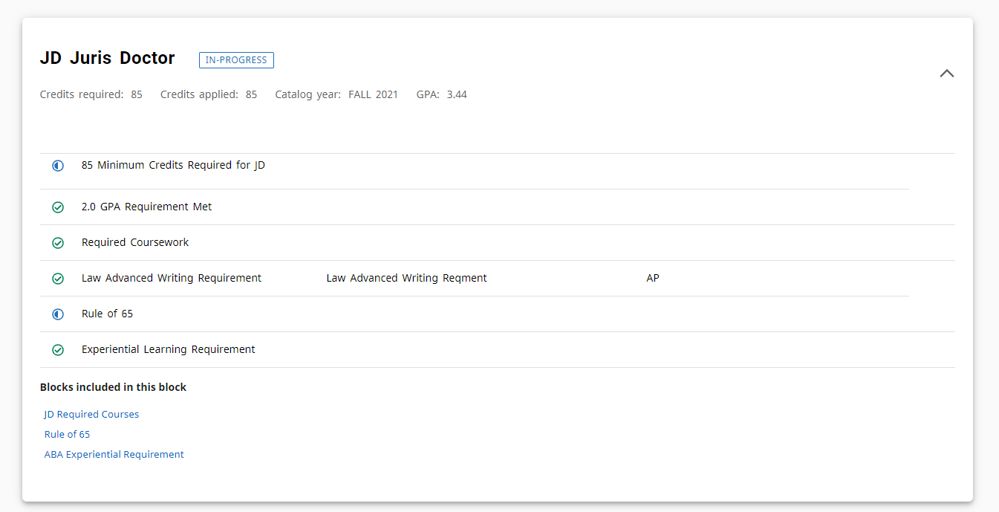 JD Juris Doctor IN-PROGRESS
Credits required: 85 Credits applied: 85 Catalog year: FALL 2021 GPA: 3.44
85 Minimum Credits Required for JD
2.0 GPA Requirement Met
Required Coursework
Law Advanced Writing Requirement Law Advanced Writing Reqment AP
Rule of 65
Experiential Learning Requirement
Blocks included in this block
JD Required Courses
Rule of 65
ABA Experiential Requirement